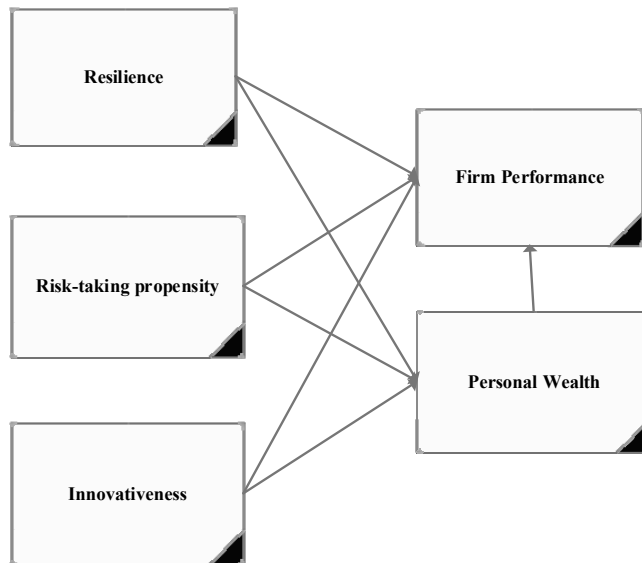 Resilience
Firm Performance
Risk-taking propensity
Personal Wealth
Innovativeness